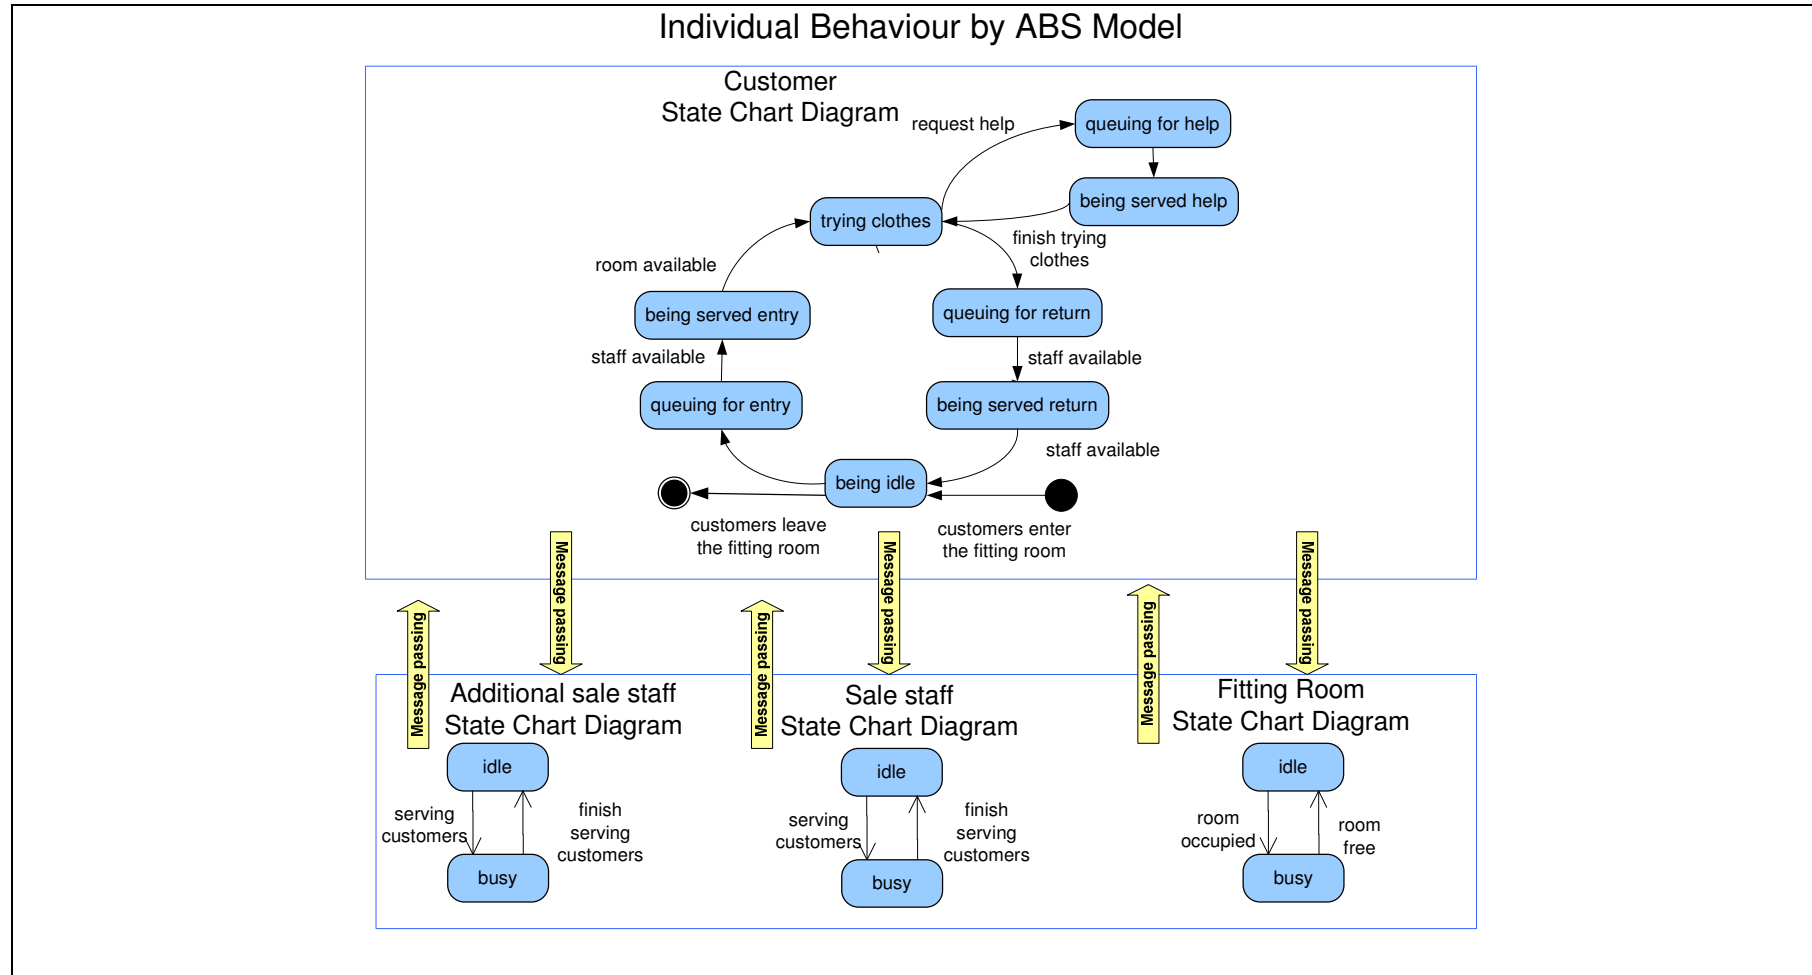 Individual Behaviour by ABS Model
Customer
State Chart Diagram
request help
queuing for help
being served help
trying clothes
finish trying
clothes
room available
being served entry
queuing for return
staff available
staff available
queuing for entry
being served return
staff available
being idle
customers leave
the fitting room
customers enter
the fitting room
Message passing
Message passing
Message passing
Message passing
Message passing
Message passing
Additional sale staff
State Chart Diagram
idle
serving
customers
finish
serving
customers
busy
Sale staff
State Chart Diagram
idle
serving
customers
finish
serving
customers
busy
Fitting Room
State Chart Diagram
idle
room
occupied
room
free
busy